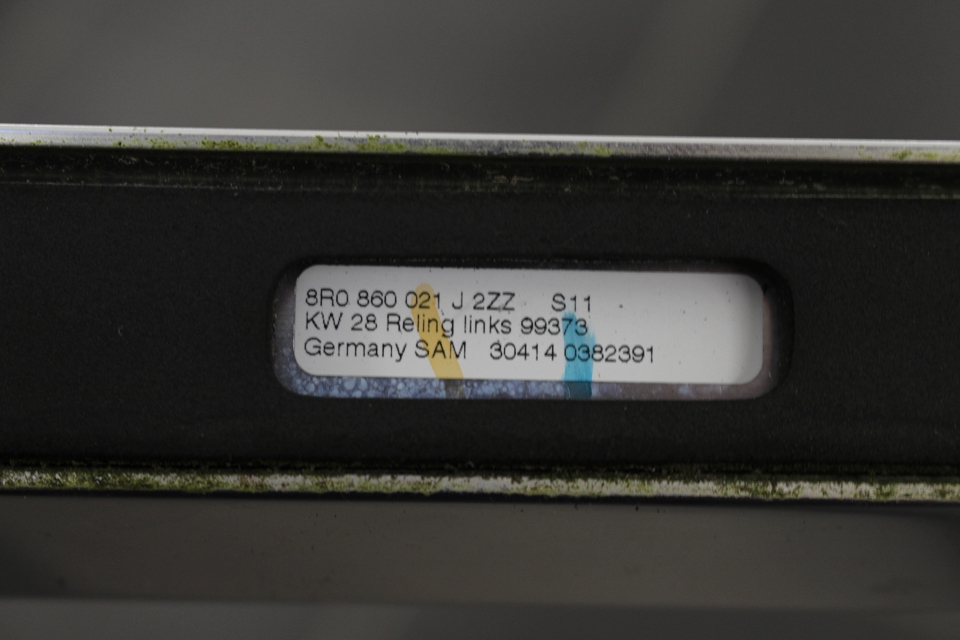 8R0 860 021 J 2ZZ S11
KW 28 Reling links 99373
Germany SAM 30414 0382391